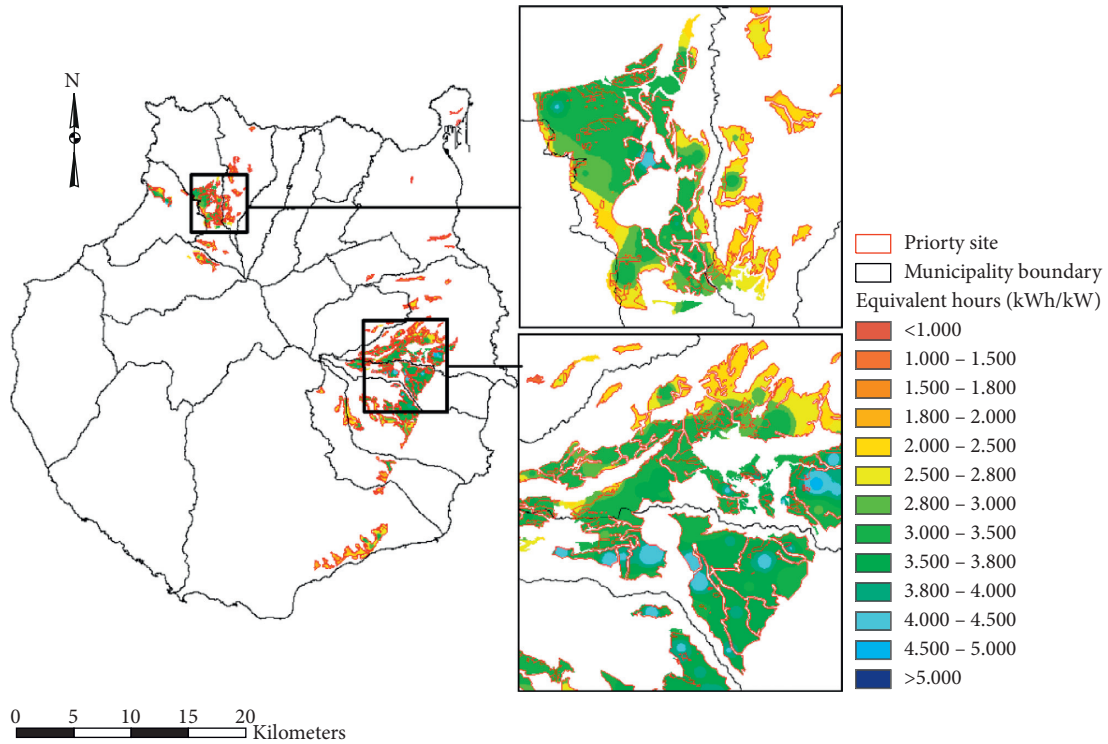 N
Priorty site
Municipality boundary
Equivalent hours (kWh/kW)
<1.000
1.000 – 1.500
1.500 – 1.800
1.800 – 2.000
2.000 – 2.500
2.500 – 2.800
2.800 – 3.000
3.000 – 3.500
3.500 – 3.800
3.800 – 4.000
4.000 – 4.500
4.500 – 5.000
>5.000
0 5 10 15 20
Kilometers